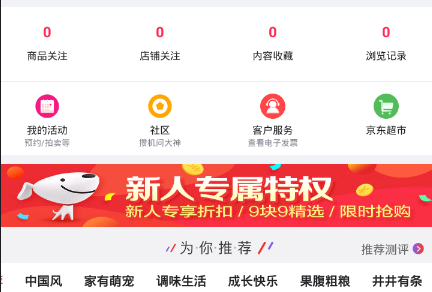 0 0 0 0
商品关注 店铺关注 内容收藏 浏览记录
我的活动 社区 客户服务 京东超市
预约/拍卖等 搜机问大神 查看电子发票
新人专属特权
新人专享折扣 / 9块9精选 / 限时抢购
为·你·推荐
推荐测评
中国风 家有萌宠 调味生活 成长快乐 果腹粗粮 井井有条